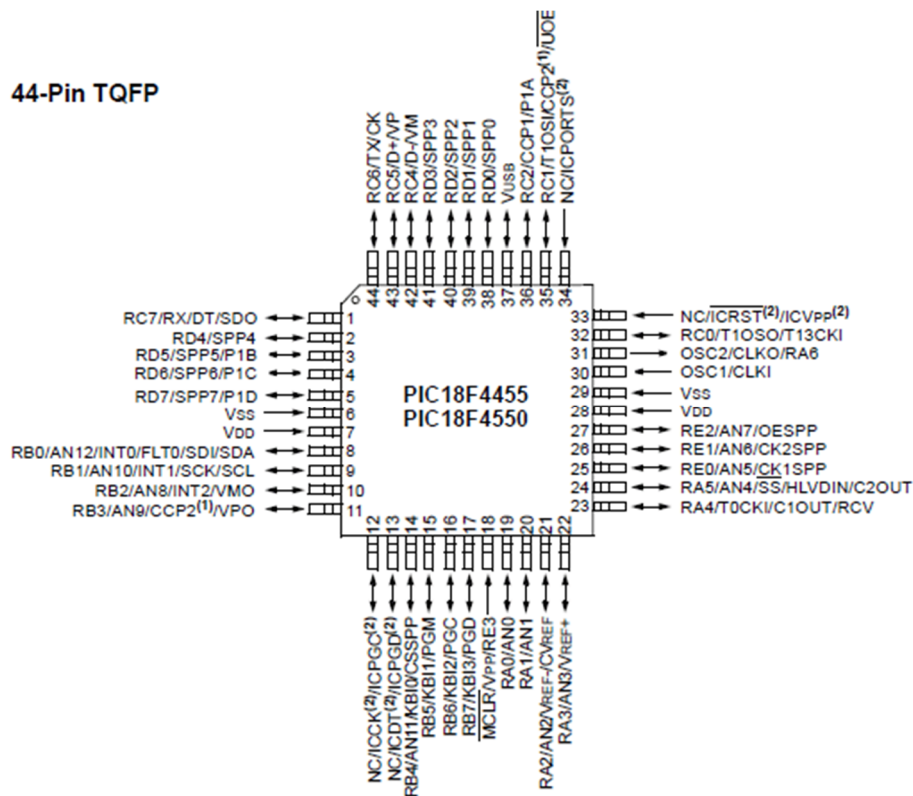 44-Pin TQFP
RC6/TX/CK
RC5/D+/VP
RC4/D-/VM
RD3/SPP3
RD2/SPP2
RD1/SPP1
RD0/SPP0
VUSB
RC2/CCP1/P1A
RC1/T1OSI/CCP2(1)/UOE
NC/ICPORTS(2)
44
43
42
41
40
39
38
37
36
35
34
RC7/RX/DT/SDO 1
RD4/SPP4 2
RD5/SPP5/P1B 3
RD6/SPP6/P1C 4
RD7/SPP7/P1D 5
VSS 6
VDD 7
RB0/AN12/INT0/FLT0/SDI/SDA 8
RB1/AN10/INT1/SCK/SCL 9
RB2/AN8/INT2/VMO 10
RB3/AN9/CCP2(1)/VPO 11
PIC18F4455
PIC18F4550
33 NC/ICRST(2)/ICVPP(2)
32 RC0/T1OSO/T13CKI
31 OSC2/CLKO/RA6
30 OSC1/CLKI
29 VSS
28 VDD
27 RE2/AN7/OESPP
26 RE1/AN6/CK2SPP
25 RE0/AN5/CK1SPP
24 RA5/AN4/SS/HLVDIN/C2OUT
23 RA4/T0CKI/C1OUT/RCV
12
13
14
15
16
17
18
19
20
21
22
NC/ICCK(2)/ICPGC(2)
NC/ICDT(2)/ICPGD(2)
RB4/AN11/KBI0/CSSPP
RB5/KBI1/PGM
RB6/KBI2/PGC
RB7/KBI3/PGD
MCLR/VPP/RE3
RA0/AN0
RA1/AN1
RA2/AN2/VREF-/CVREF
RA3/AN3/VREF+